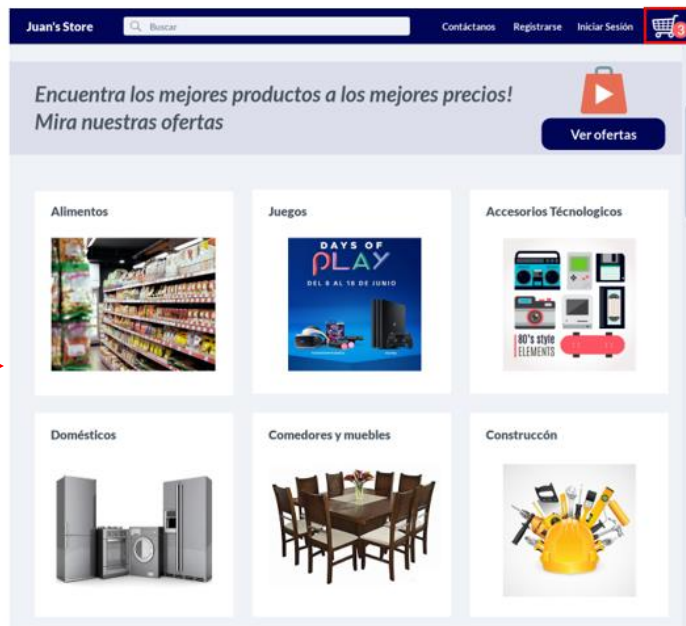 Juan's Store
Buscar
Contáctanos
Registrarse
Iniciar Sesión
3
Encuentra los mejores productos a los mejores precios!
Mira nuestras ofertas
Ver ofertas
Alimentos
Juegos
Accesorios Técnologicos
DAYS OF
PLAY
DEL 8 AL 18 DE JUNIO
80's style
ELEMENTS
Domésticos
Comedores y muebles
Construccón